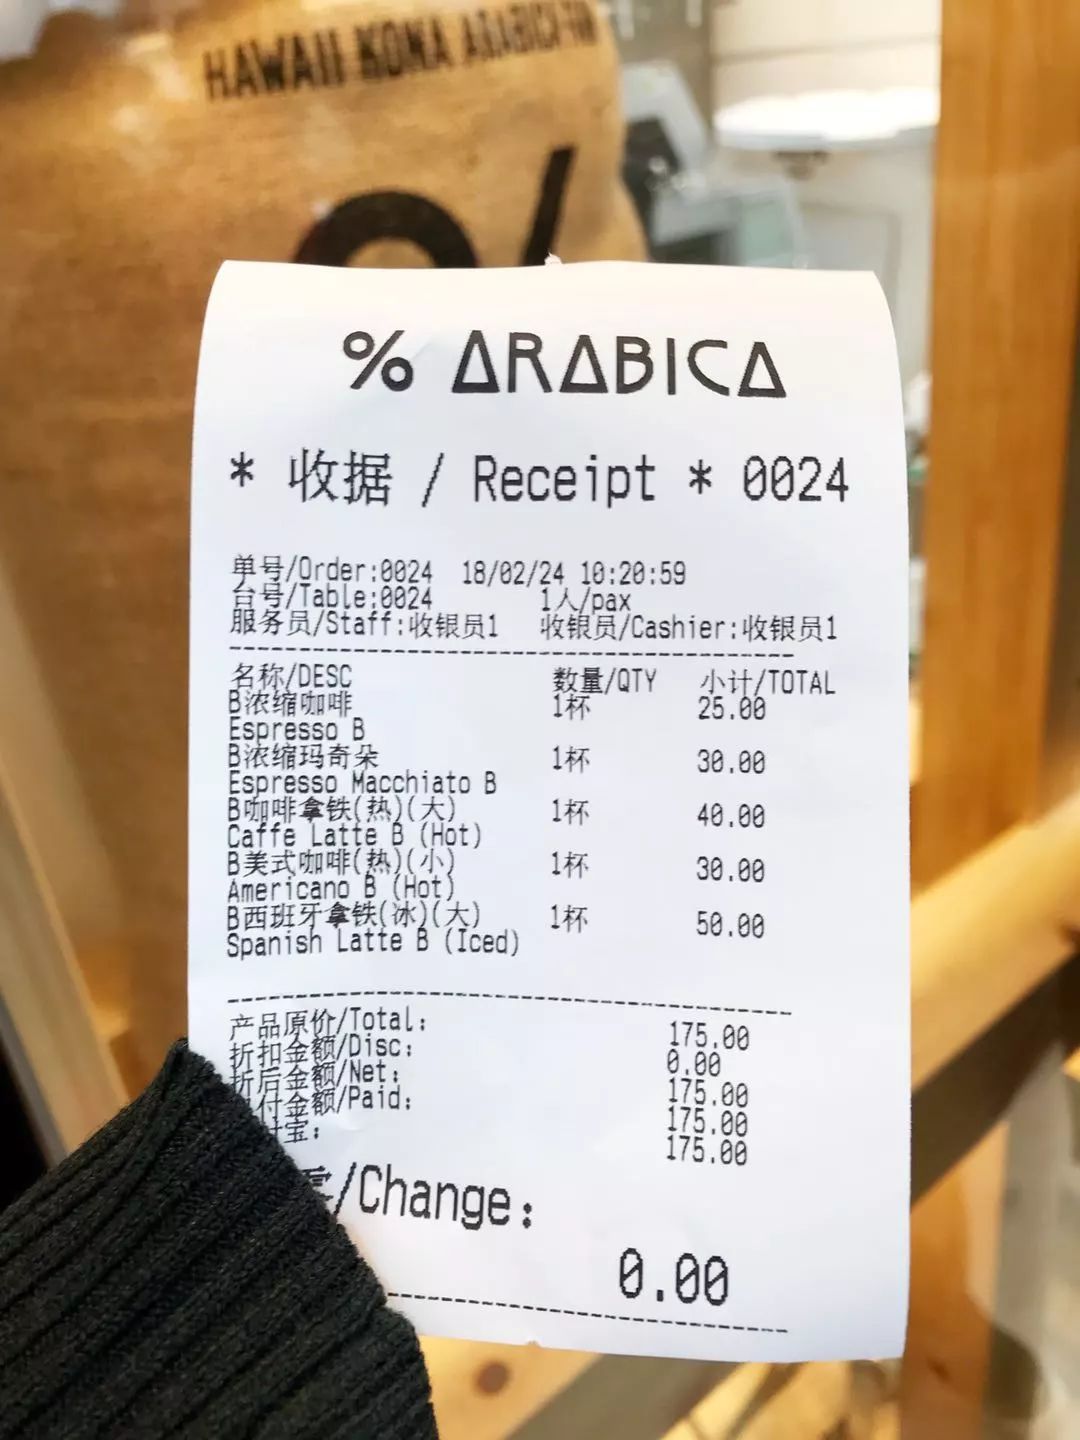 HAWAII KONA ARABICA
%
% ARABICA
* 收据 / Receipt * 0024
单号/Order:0024 18/02/24 10:20:59
台号/Table:0024 1人/pax
服务员/Staff:收银员1 收银员/Cashier:收银员1
名称/DESC 数量/QTY 小计/TOTAL
B浓缩咖啡 1杯 25.00
Espresso B
B浓缩玛奇朵 1杯 30.00
Espresso Macchiato B
B咖啡拿铁(热)(大) 1杯 40.00
Caffe Latte B (Hot)
B美式咖啡(热)(小) 1杯 30.00
Americano B (Hot)
B西班牙拿铁(冰)(大) 1杯 50.00
Spanish Latte B (Iced)
产品原价/Total: 175.00
折扣金额/Disc: 0.00
折后金额/Net: 175.00
付金额/Paid: 175.00
付宝: 175.00
/Change:
0.00